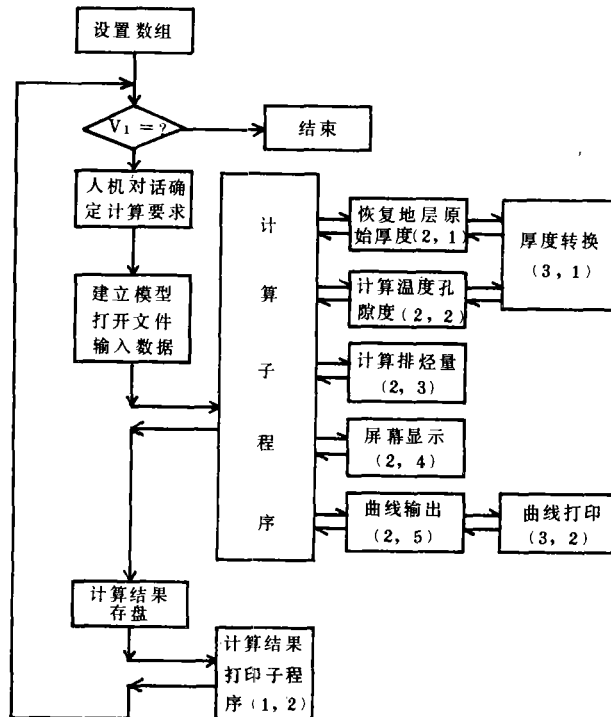 设置数组
V1=?
结束
人机对话确
定计算要求
建立模型
打开文件
输入数据
计
算
子
程
序
恢复地层原
始厚度(2,1)
厚度转换
(3,1)
计算温度孔
隙度(2,2)
计算排烃量
(2,3)
屏幕显示
(2,4)
曲线输出
(2,5)
曲线打印
(3,2)
计算结果
存盘
计算结果
打印子程
序(1,2)